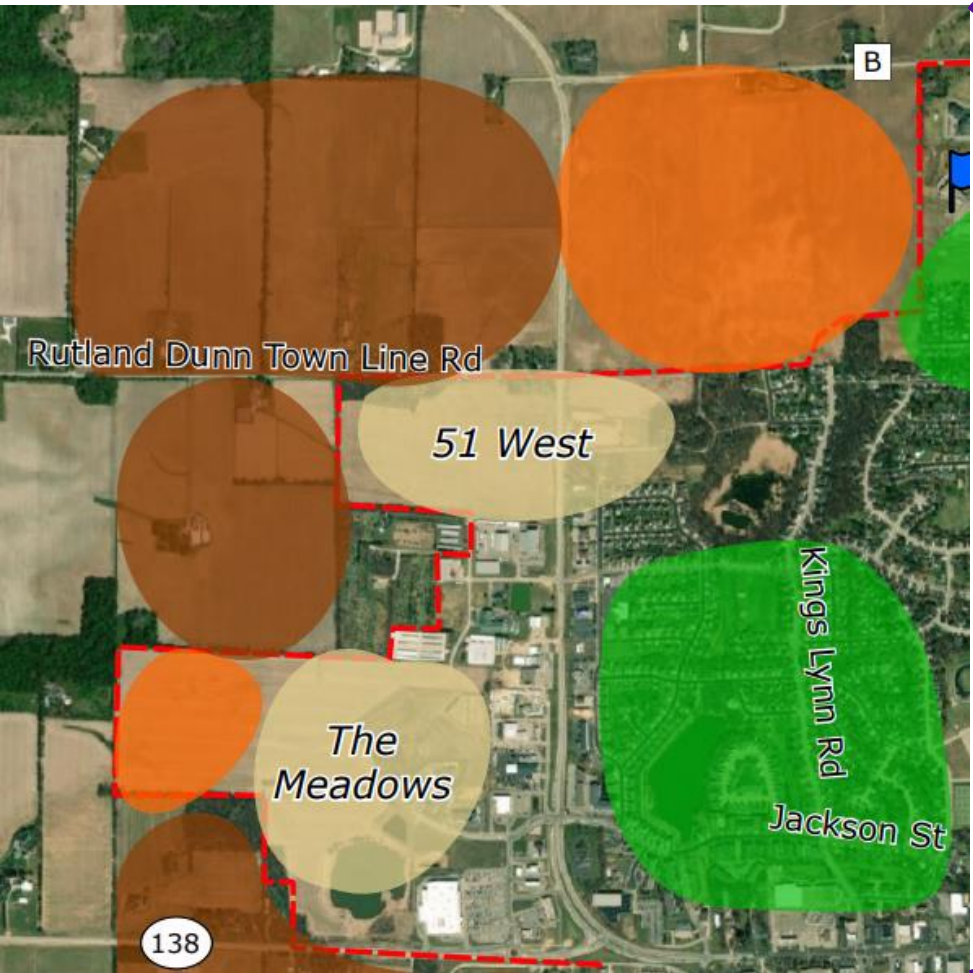 B
Rutland Dunn Town Line Rd
51 West
Kings Lynn Rd
The
Meadows
Jackson St
138